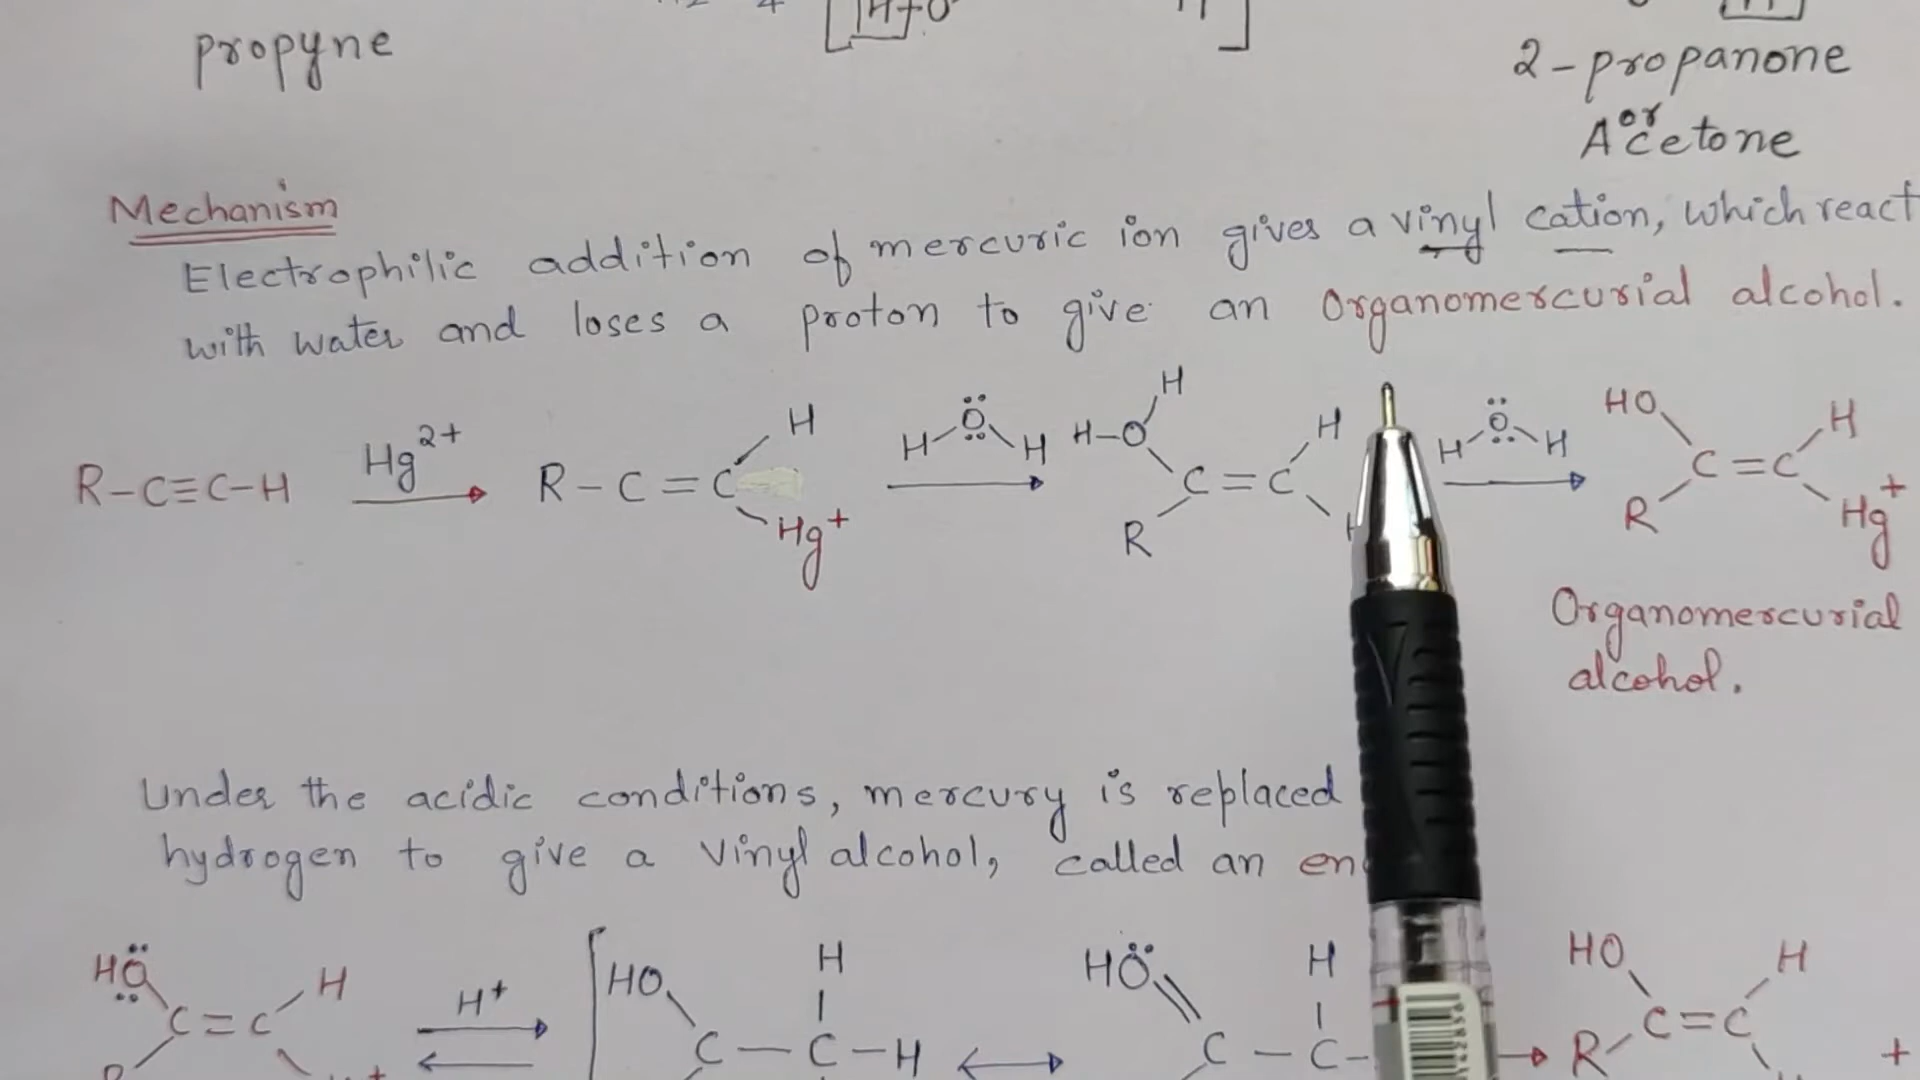 propyne
2-propanone
or
Acetone
Mechanism
Electrophilic addition of mercuric ion gives a vinyl cation, which react
with water and loses a proton to give an Organomercurial alcohol.
R-C≡C-H Hg2+ R-C=C H Hg+ H-Ö-H H-O H R C=C H H-Ö-H HO R C=C H Hg+
Organomercurial
alcohol.
Under the acidic conditions, mercury is replaced
hydrogen to give a vinyl alcohol, called an
HÖ C=C H H+ [HO C-C-H H HÖ C-C- H HO R C=C H +